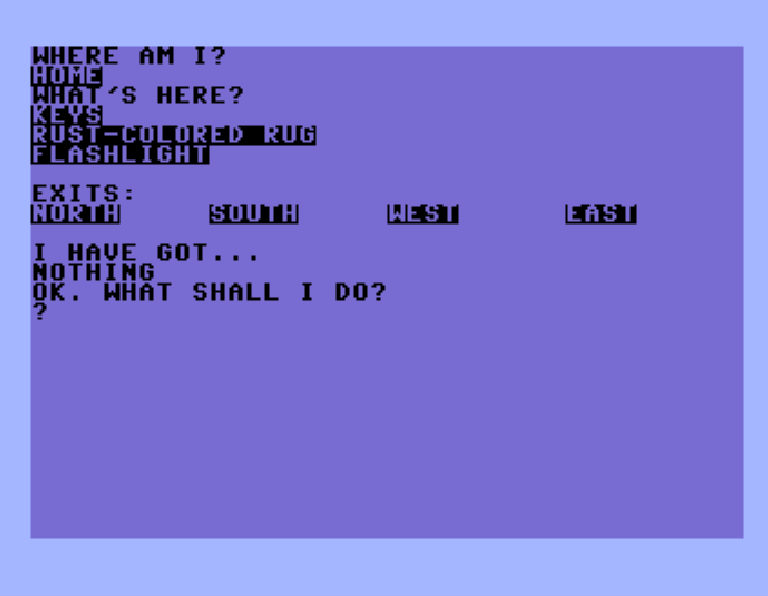 WHERE AM I?
HOME
WHAT'S HERE?
KEYS
RUST-COLORED RUG
FLASHLIGHT
EXITS:
NORTH SOUTH WEST EAST
I HAVE GOT...
NOTHING
OK. WHAT SHALL I DO?
?